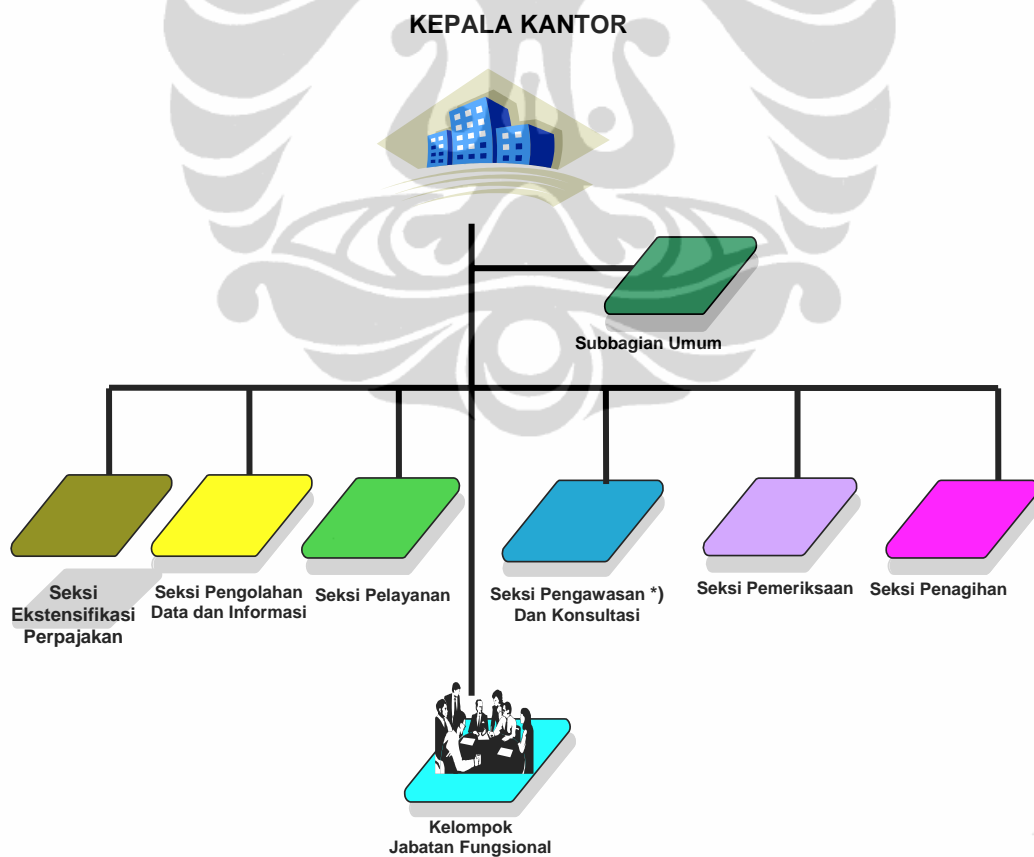 KEPALA KANTOR
Subbagian Umum
Seksi
Ekstensifikasi
Perpajakan
Seksi Pengolahan
Data dan Informasi
Seksi Pelayanan
Seksi Pengawasan *)
Dan Konsultasi
Seksi Pemeriksaan
Seksi Penagihan
Kelompok
Jabatan Fungsional